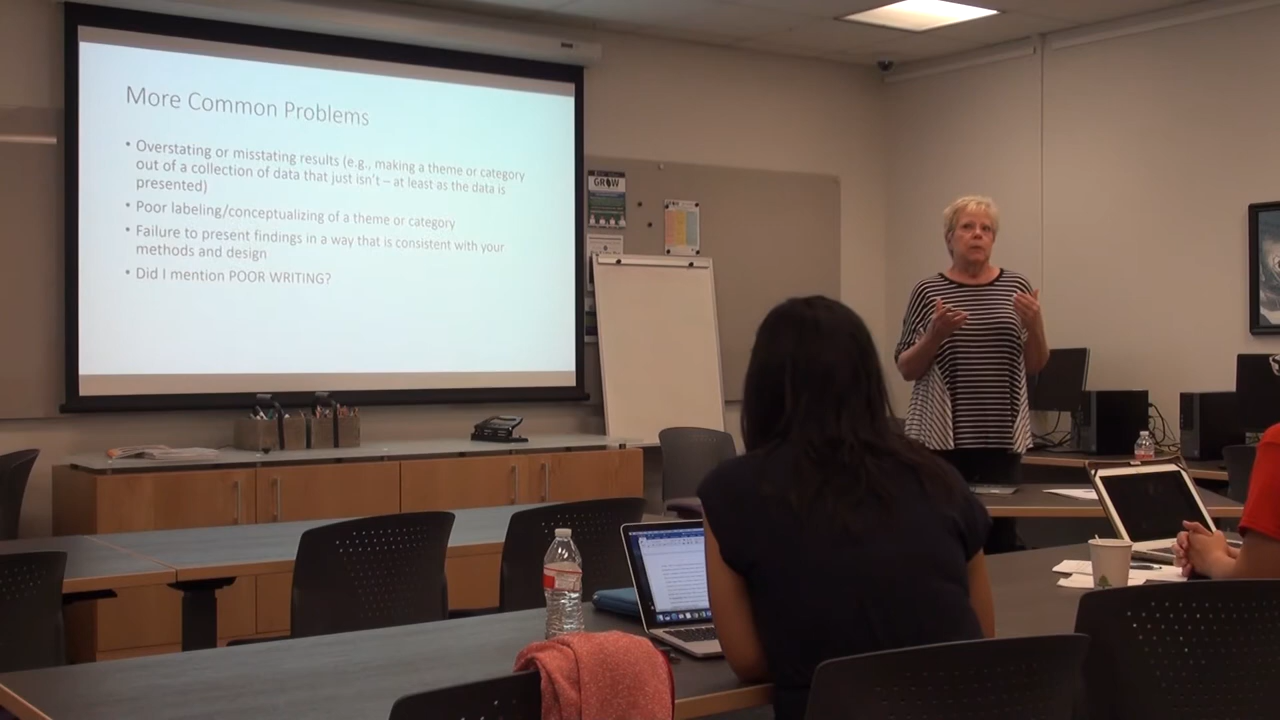 More Common Problems
• Overstating or misstating results (e.g., making a theme or category
out of a collection of data that just isn't – at least as the data is
presented)
• Poor labeling/conceptualizing of a theme or category
• Failure to present findings in a way that is consistent with your
methods and design
• Did I mention POOR WRITING?
GROW